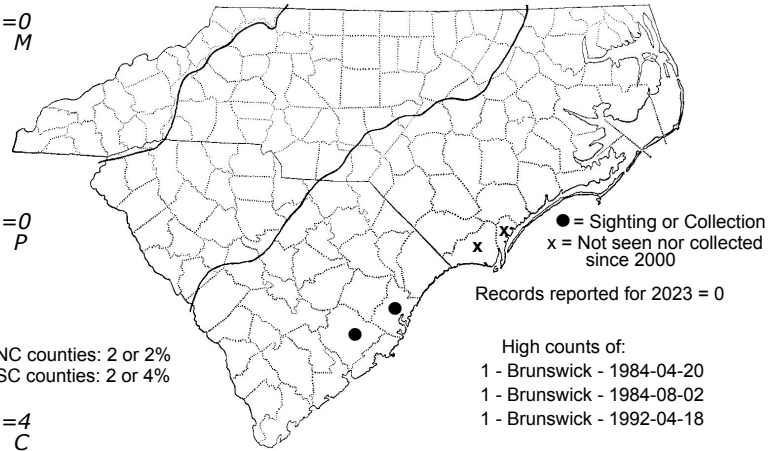 =0
M
=0
P
● = Sighting or Collection
x = Not seen nor collected
since 2000
x
x
Records reported for 2023 = 0
NC counties: 2 or 2%
SC counties: 2 or 4%
High counts of:
1 - Brunswick - 1984-04-20
1 - Brunswick - 1984-08-02
1 - Brunswick - 1992-04-18
=4
C